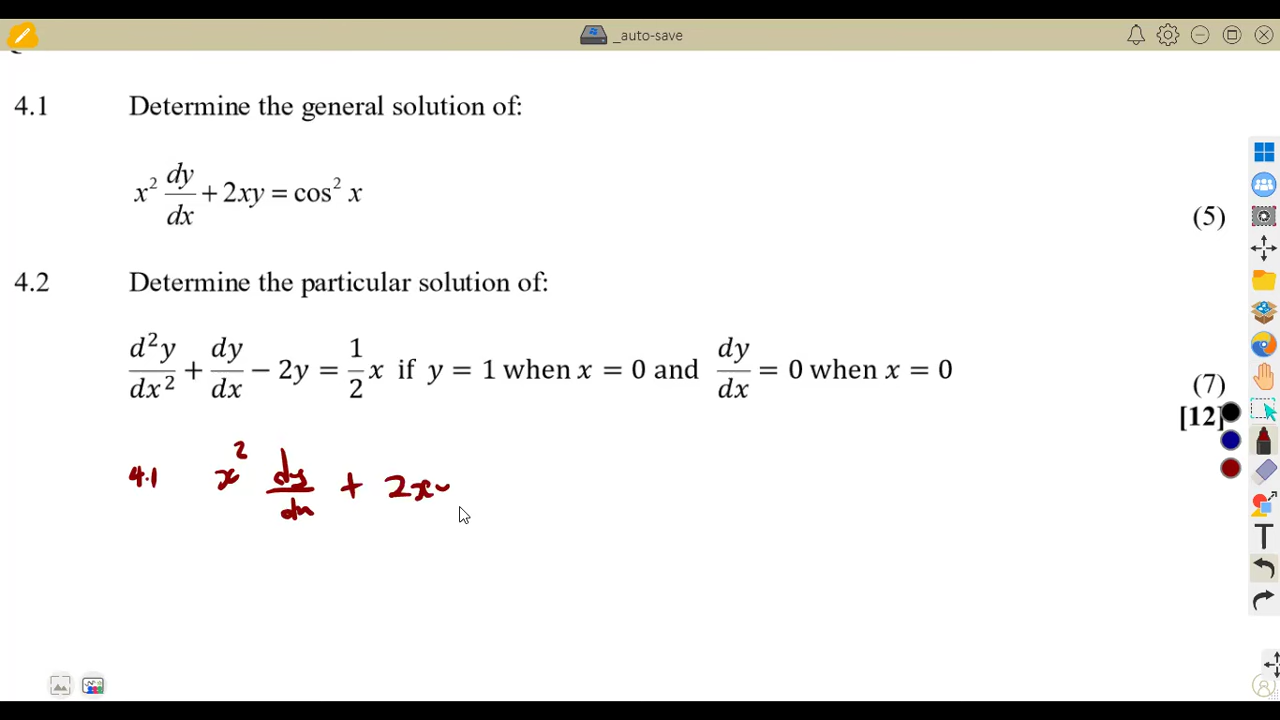 _auto-save
4.1 Determine the general solution of:
x² dy/dx + 2xy = cos² x
(5)
4.2 Determine the particular solution of:
d²y/dx² + dy/dx − 2y = 1/2 x if y = 1 when x = 0 and dy/dx = 0 when x = 0
(7)
[12]
4.1 x² dy/dx + 2x
T